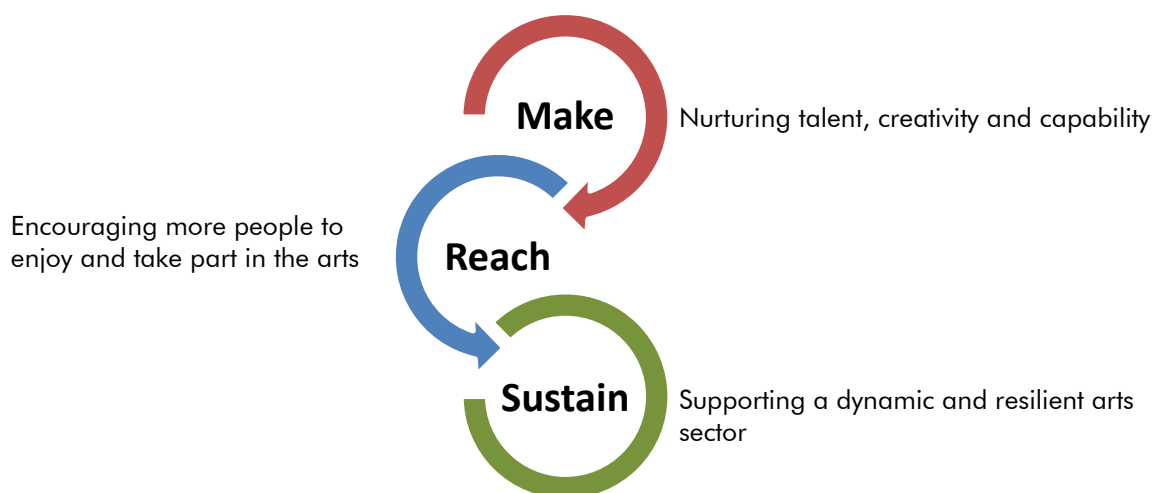 Make
Nurturing talent, creativity and capability
Encouraging more people to
enjoy and take part in the arts
Reach
Sustain
Supporting a dynamic and resilient arts
sector